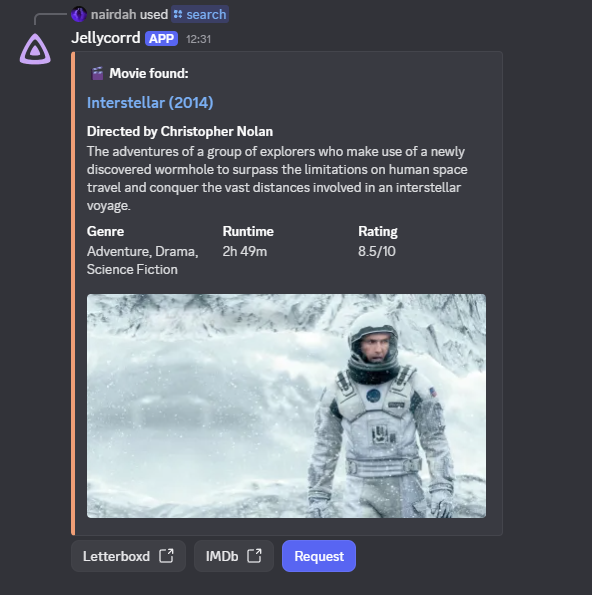 nairdah used search
Jellycorrd APP 12:31
Movie found:
Interstellar (2014)
Directed by Christopher Nolan
The adventures of a group of explorers who make use of a newly
discovered wormhole to surpass the limitations on human space
travel and conquer the vast distances involved in an interstellar
voyage.
Genre Runtime Rating
Adventure, Drama, 2h 49m 8.5/10
Science Fiction
Letterboxd IMDb Request